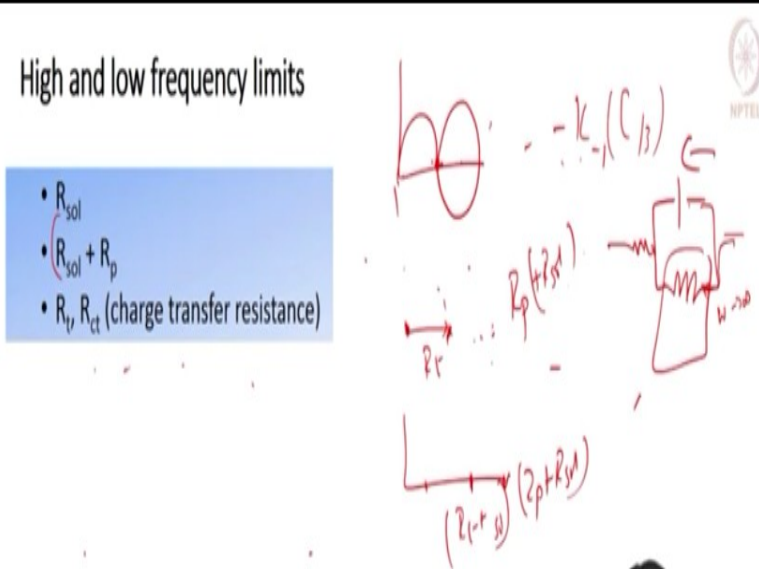 High and low frequency limits
• R_sol
• R_sol + R_p
• R_t, R_ct (charge transfer resistance)
NPTEL
R_p(+R_sol)
R_t
(R_p+R_sol)